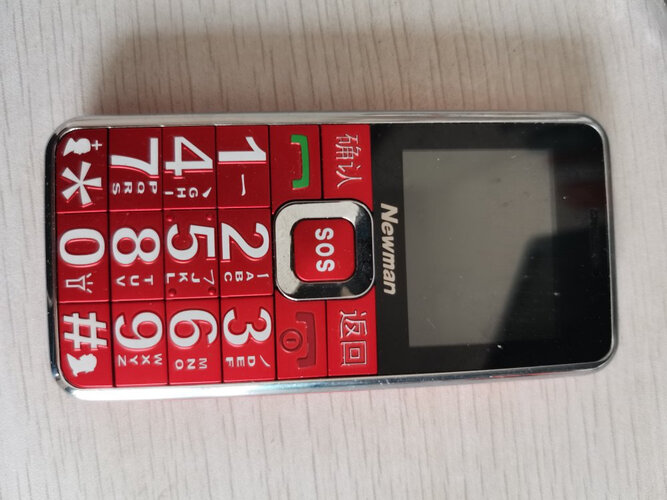 Newman
确认
返回
SOS
1 一
2 ABC
3 DEF
4 GHI
5 JKL
6 MNO
7 PQRS
8 TUV
9 WXYZ
*
0
#